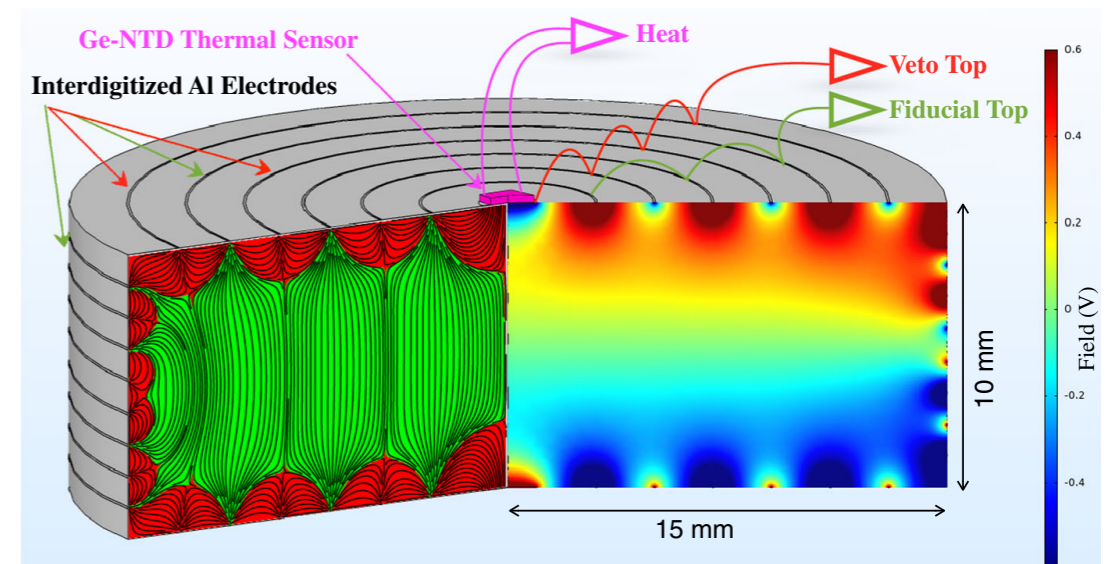 Ge-NTD Thermal Sensor
Heat
Interdigitized Al Electrodes
Veto Top
Fiducial Top
0.6
0.4
0.2
0
-0.2
-0.4
Field (V)
10 mm
15 mm